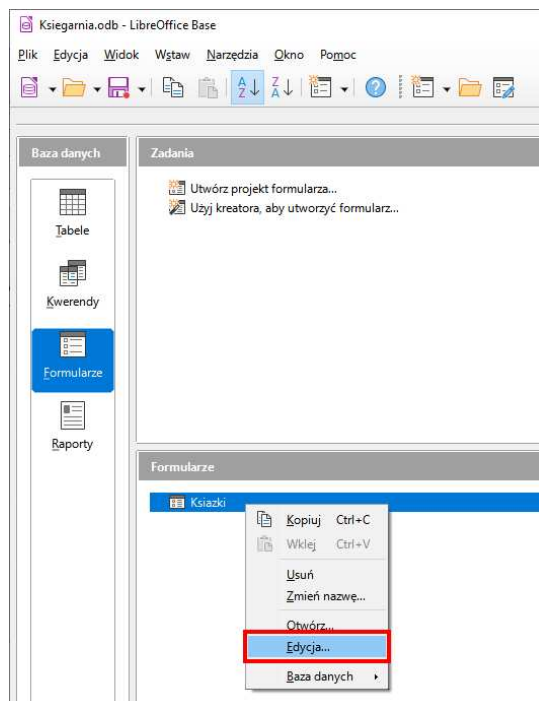 Ksiegarnia.odb - LibreOffice Base
Plik Edycja Widok Wstaw Narzędzia Okno Pomoc
Baza danych
Tabele
Kwerendy
Formularze
Raporty
Zadania
Utwórz projekt formularza...
Użyj kreatora, aby utworzyć formularz...
Formularze
Ksiazki
Kopiuj Ctrl+C
Wklej Ctrl+V
Usuń
Zmień nazwę...
Otwórz...
Edycja...
Baza danych